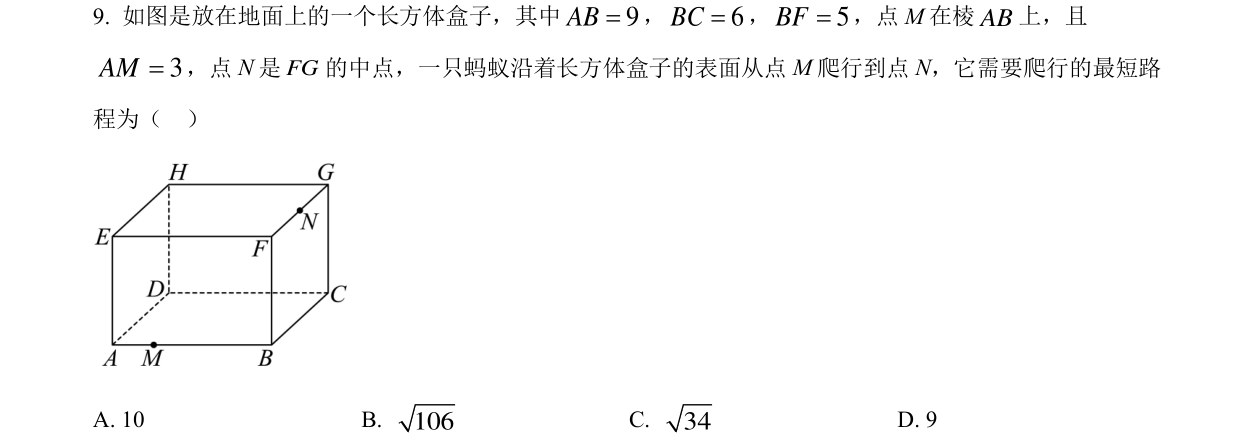 9. 如图是放在地面上的一个长方体盒子，其中 AB = 9， BC = 6， BF = 5，点 M 在棱 AB 上，且
AM = 3，点 N 是 FG 的中点，一只蚂蚁沿着长方体盒子的表面从点 M 爬行到点 N，它需要爬行的最短路
程为（ ）
H G
N
E F
D C
A M B
A. 10 B. √106 C. √34 D. 9